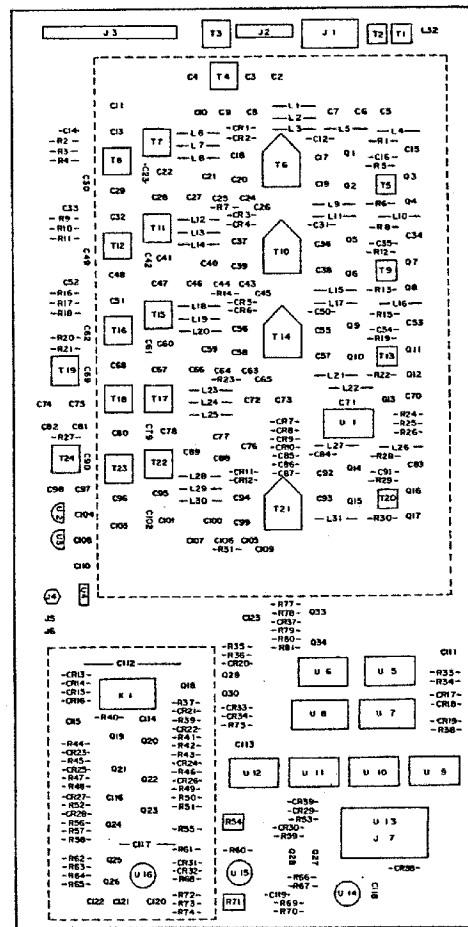 J3 T3 J2 J1 T2 T1 L32
C4 T4 C3 C2
C11 C10 C9 C8 L1 C7 C6 C5
L2
C14 C13 T7 L6 CR1 L3 L5 L4
R2 L7 CR2 C12 Q1 R1 C15
R3 T8 L8 C18 T6 C17 C16
R4 C23 C22 C21 R5 Q3
C30 C29 C20 C19 Q2 T5
C28 C27 C25 C24 L9 R6 Q4
C33 C32 R7 C26 L11 L10
R9 T11 L12 CR3 C31 R8
R10 L13 CR4 Q5 C34
R11 T12 L14 C37 T10 C36 R12
C49 C42 C41 C40 C39 C38 Q6 T9 Q7
C52 C48 C47 C46 C44 C43 L15 R13 Q8
R16 R14 C45 L17 L16
R17 C51 T15 L18 CR5 C50 R15
R18 L19 CR6 C55 Q9 C54 C53
R20 C62 T16 L20 C56 T14 R19
R21 C61 C60 C59 C58 C57 Q10 T13 Q11
T19 C69 C68 C67 C66 C64 C63 L21 R22 Q12
R23 C65 L22
C74 C73 T18 T17 L23 C72 C73 C71 Q13 C70
L24 R24
C82 C81 L25 CR7 U1 R25
R27 C80 C79 C78 C77 CR8 R26
CR9
T24 C90 T23 T22 C89 C88 C76 CR10 L27 L26
C85 C84 R28
C86 Q14 C91 C83
C98 C97 C96 C95 L28 CR11 C87 R29
L29 CR12 C92
U2 C104 L30 C94 T21 C93 Q15 T20 Q16
U3 C108 C103 C102 C101 C100 C99 L31 R30 Q17
C110 C107 C106 C105
R31 C109
J4 U4
J5 R77
J6 C123 R78 Q33
CR37
R79
R80 Q34
C112 R35 R81 C111
CR13 R36
CR14 K1 Q18 CR20 U6 U5 R33
CR15 Q29 R34
CR16 R37 Q30 CR17
C115 R40 C114 CR21 CR33 U8 U7 CR18
R39 CR34 CR19
R44 Q19 Q20 CR22 R75 R38
CR23 R41
R45 R42 C113
CR25 Q21 R43
R47 Q22 CR24 U12 U11 U10 U9
R48 R46
CR27 C116 CR26
R52 Q23 R49 CR39
CR28 R50 CR29 U13
R56 Q24 R51 R54 R53 J7
R57 R55 CR30
R58 C117 R59
R62 Q25 R61 R60 Q28 Q27
R63 U16 CR31 U15 CR38
R64 Q26 CR32 R66
R65 R68 R67 U14 C118
C122 C121 C120 R72 R71 C119
R73 R69
R74 R70